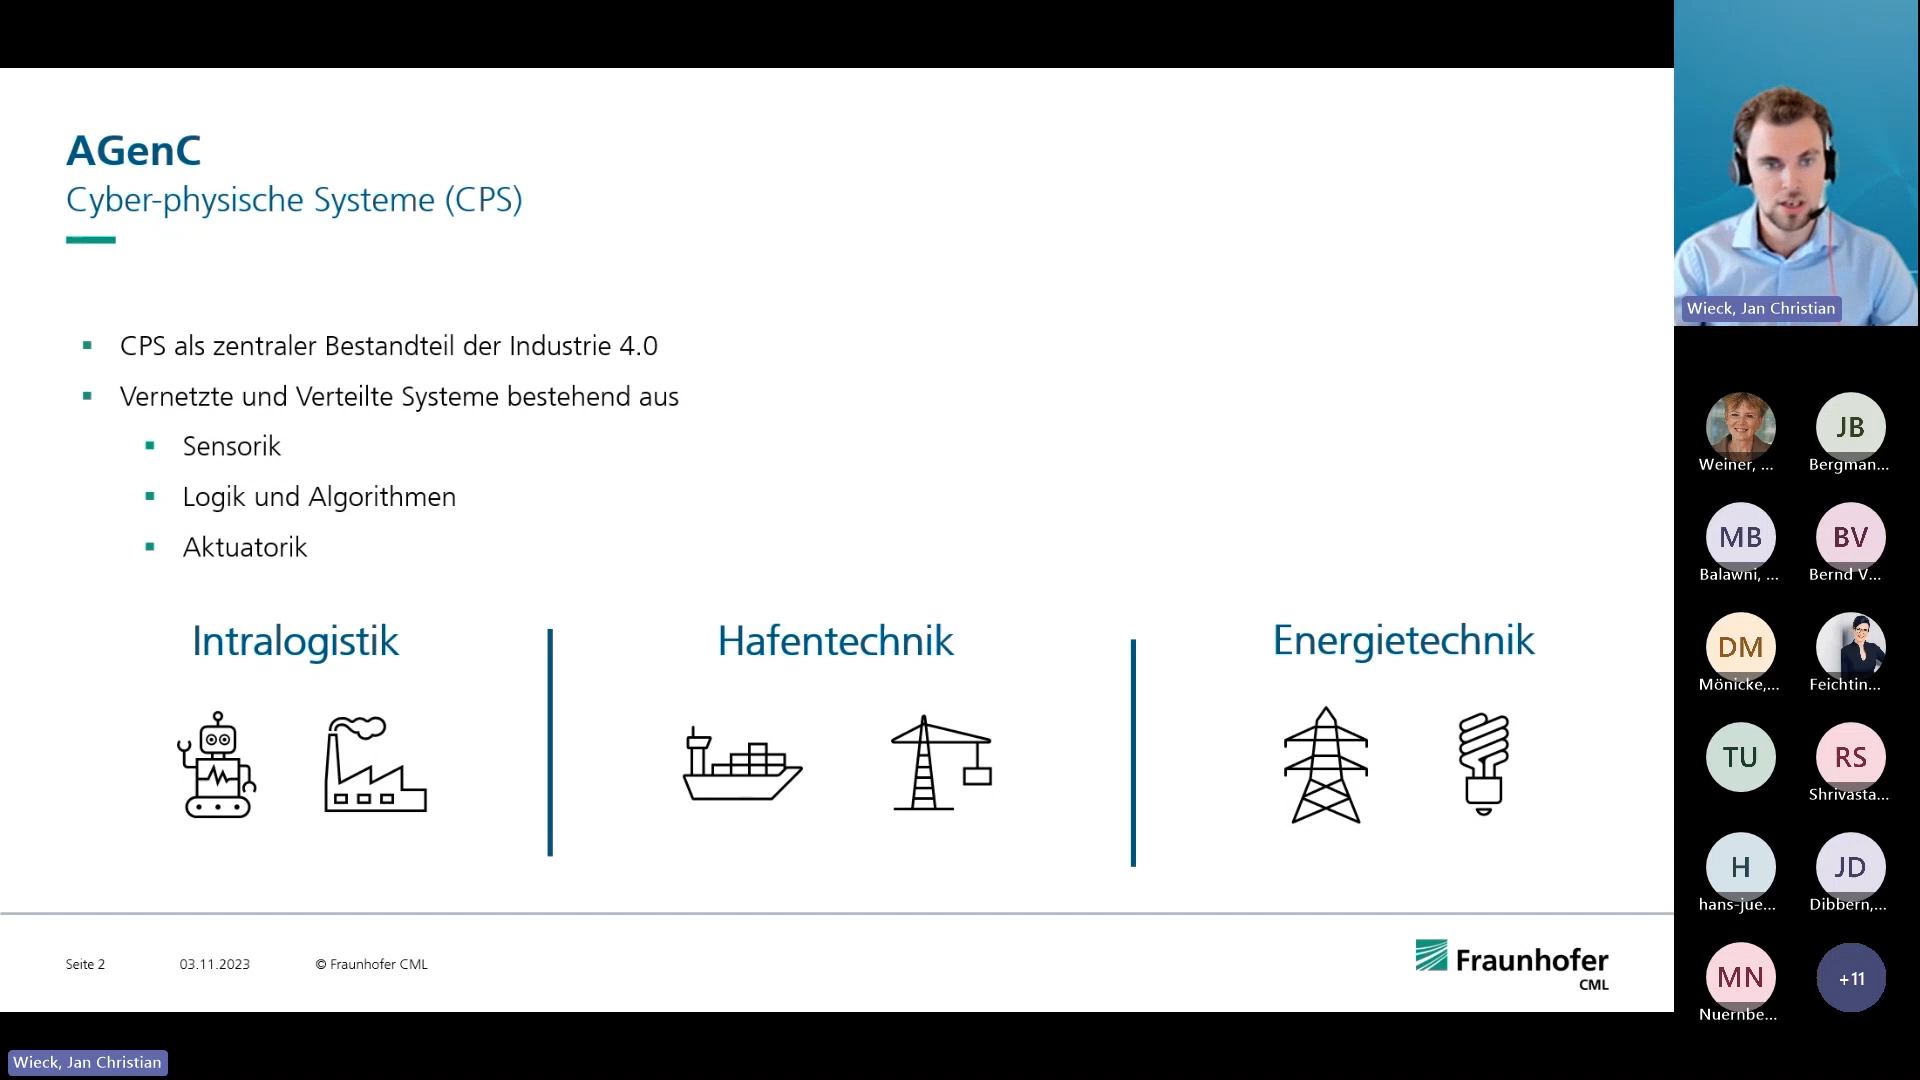 AGenC
Cyber-physische Systeme (CPS)
CPS als zentraler Bestandteil der Industrie 4.0
Vernetzte und Verteilte Systeme bestehend aus
Sensorik
Logik und Algorithmen
Aktuatorik
Intralogistik
Hafentechnik
Energietechnik
Seite 2
03.11.2023
© Fraunhofer CML
Fraunhofer
CML
Wieck, Jan Christian
Wieck, Jan Christian
Weiner, ...
JB
Bergman...
MB
Balawni, ...
BV
Bernd V...
DM
Mönicke,...
Feichtin...
TU
RS
Shrivasta...
H
hans-jue...
JD
Dibbern,...
MN
Nuernbe...
+11